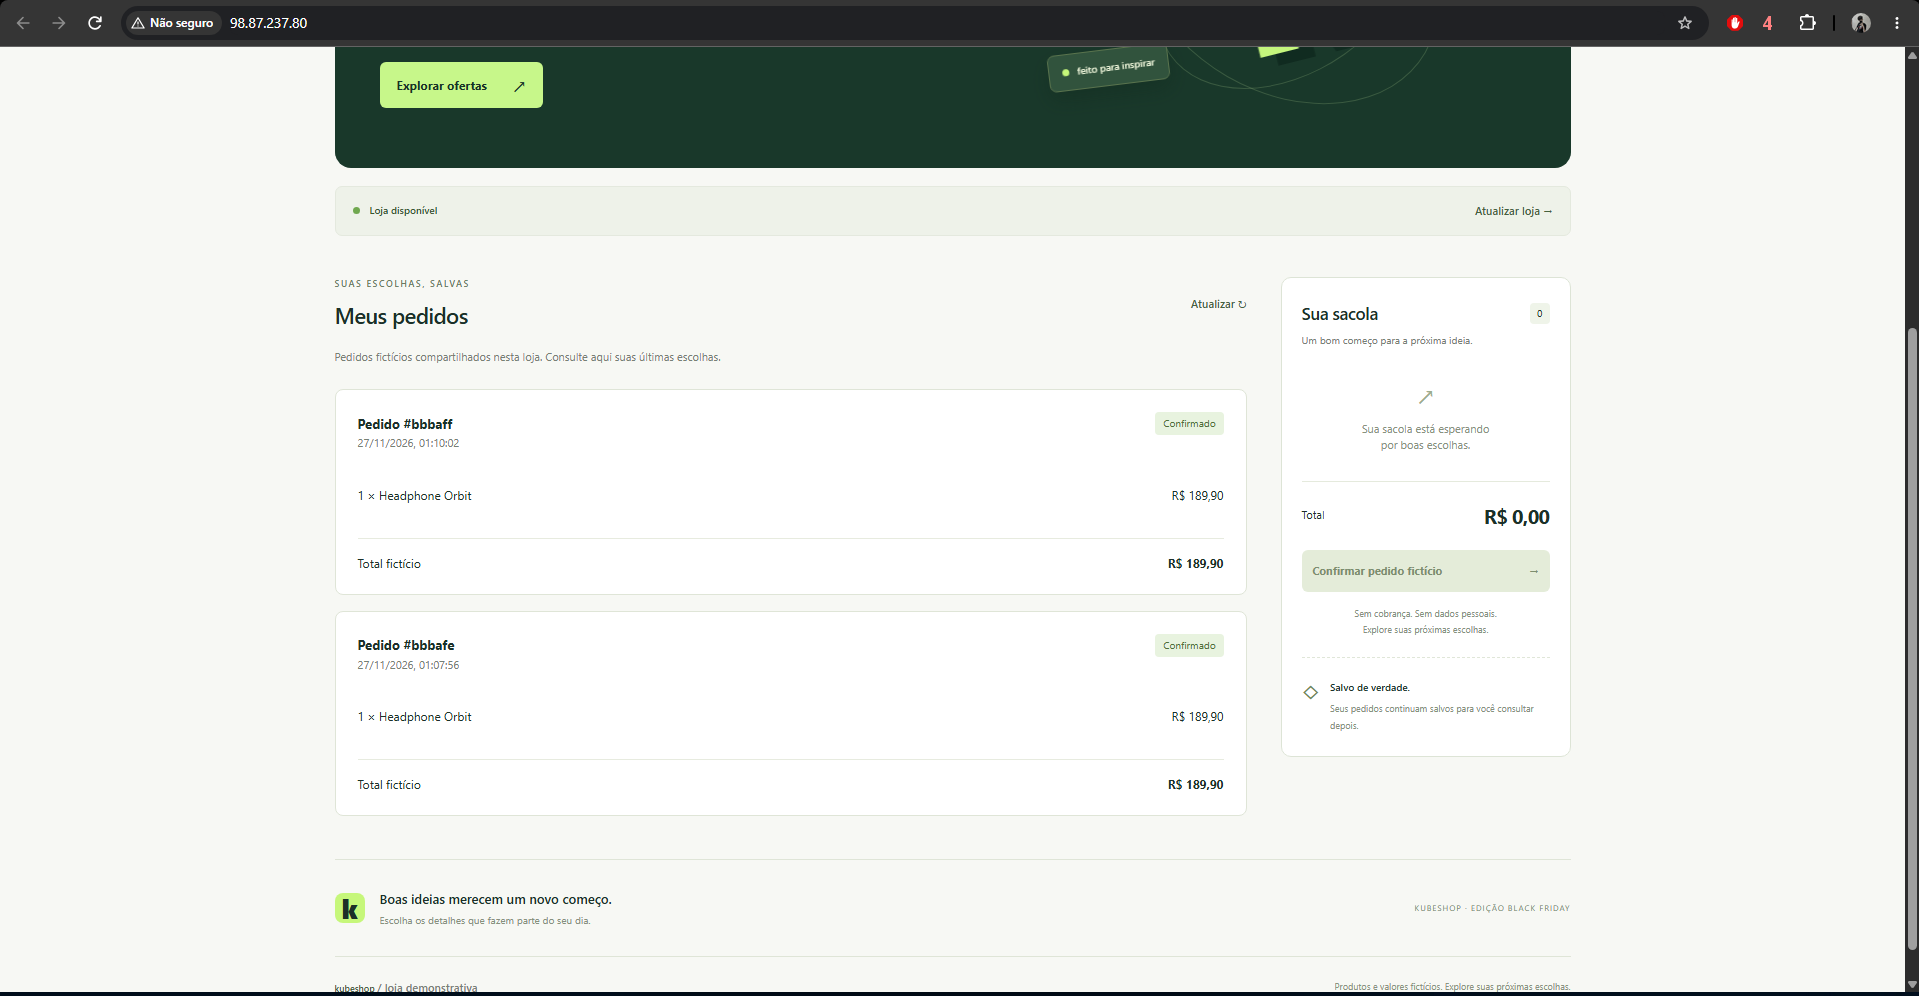 Não seguro
98.87.237.80
4
Explorar ofertas ↗
feito para inspirar
Loja disponível
Atualizar loja →
SUAS ESCOLHAS, SALVAS
Meus pedidos
Atualizar ↻
Pedidos fictícios compartilhados nesta loja. Consulte aqui suas últimas escolhas.
Pedido #bbbaff
Confirmado
27/11/2026, 01:10:02
1 × Headphone Orbit
R$ 189,90
Total fictício
R$ 189,90
Pedido #bbbafe
Confirmado
27/11/2026, 01:07:56
1 × Headphone Orbit
R$ 189,90
Total fictício
R$ 189,90
Sua sacola
0
Um bom começo para a próxima ideia.
↗
Sua sacola está esperando
por boas escolhas.
Total
R$ 0,00
Confirmar pedido fictício →
Sem cobrança. Sem dados pessoais.
Explore suas próximas escolhas.
Salvo de verdade.
Seus pedidos continuam salvos para você consultar
depois.
k
Boas ideias merecem um novo começo.
Escolha os detalhes que fazem parte do seu dia.
KUBESHOP · EDIÇÃO BLACK FRIDAY
kubeshop / loja demonstrativa
Produtos e valores fictícios. Explore suas próximas escolhas.